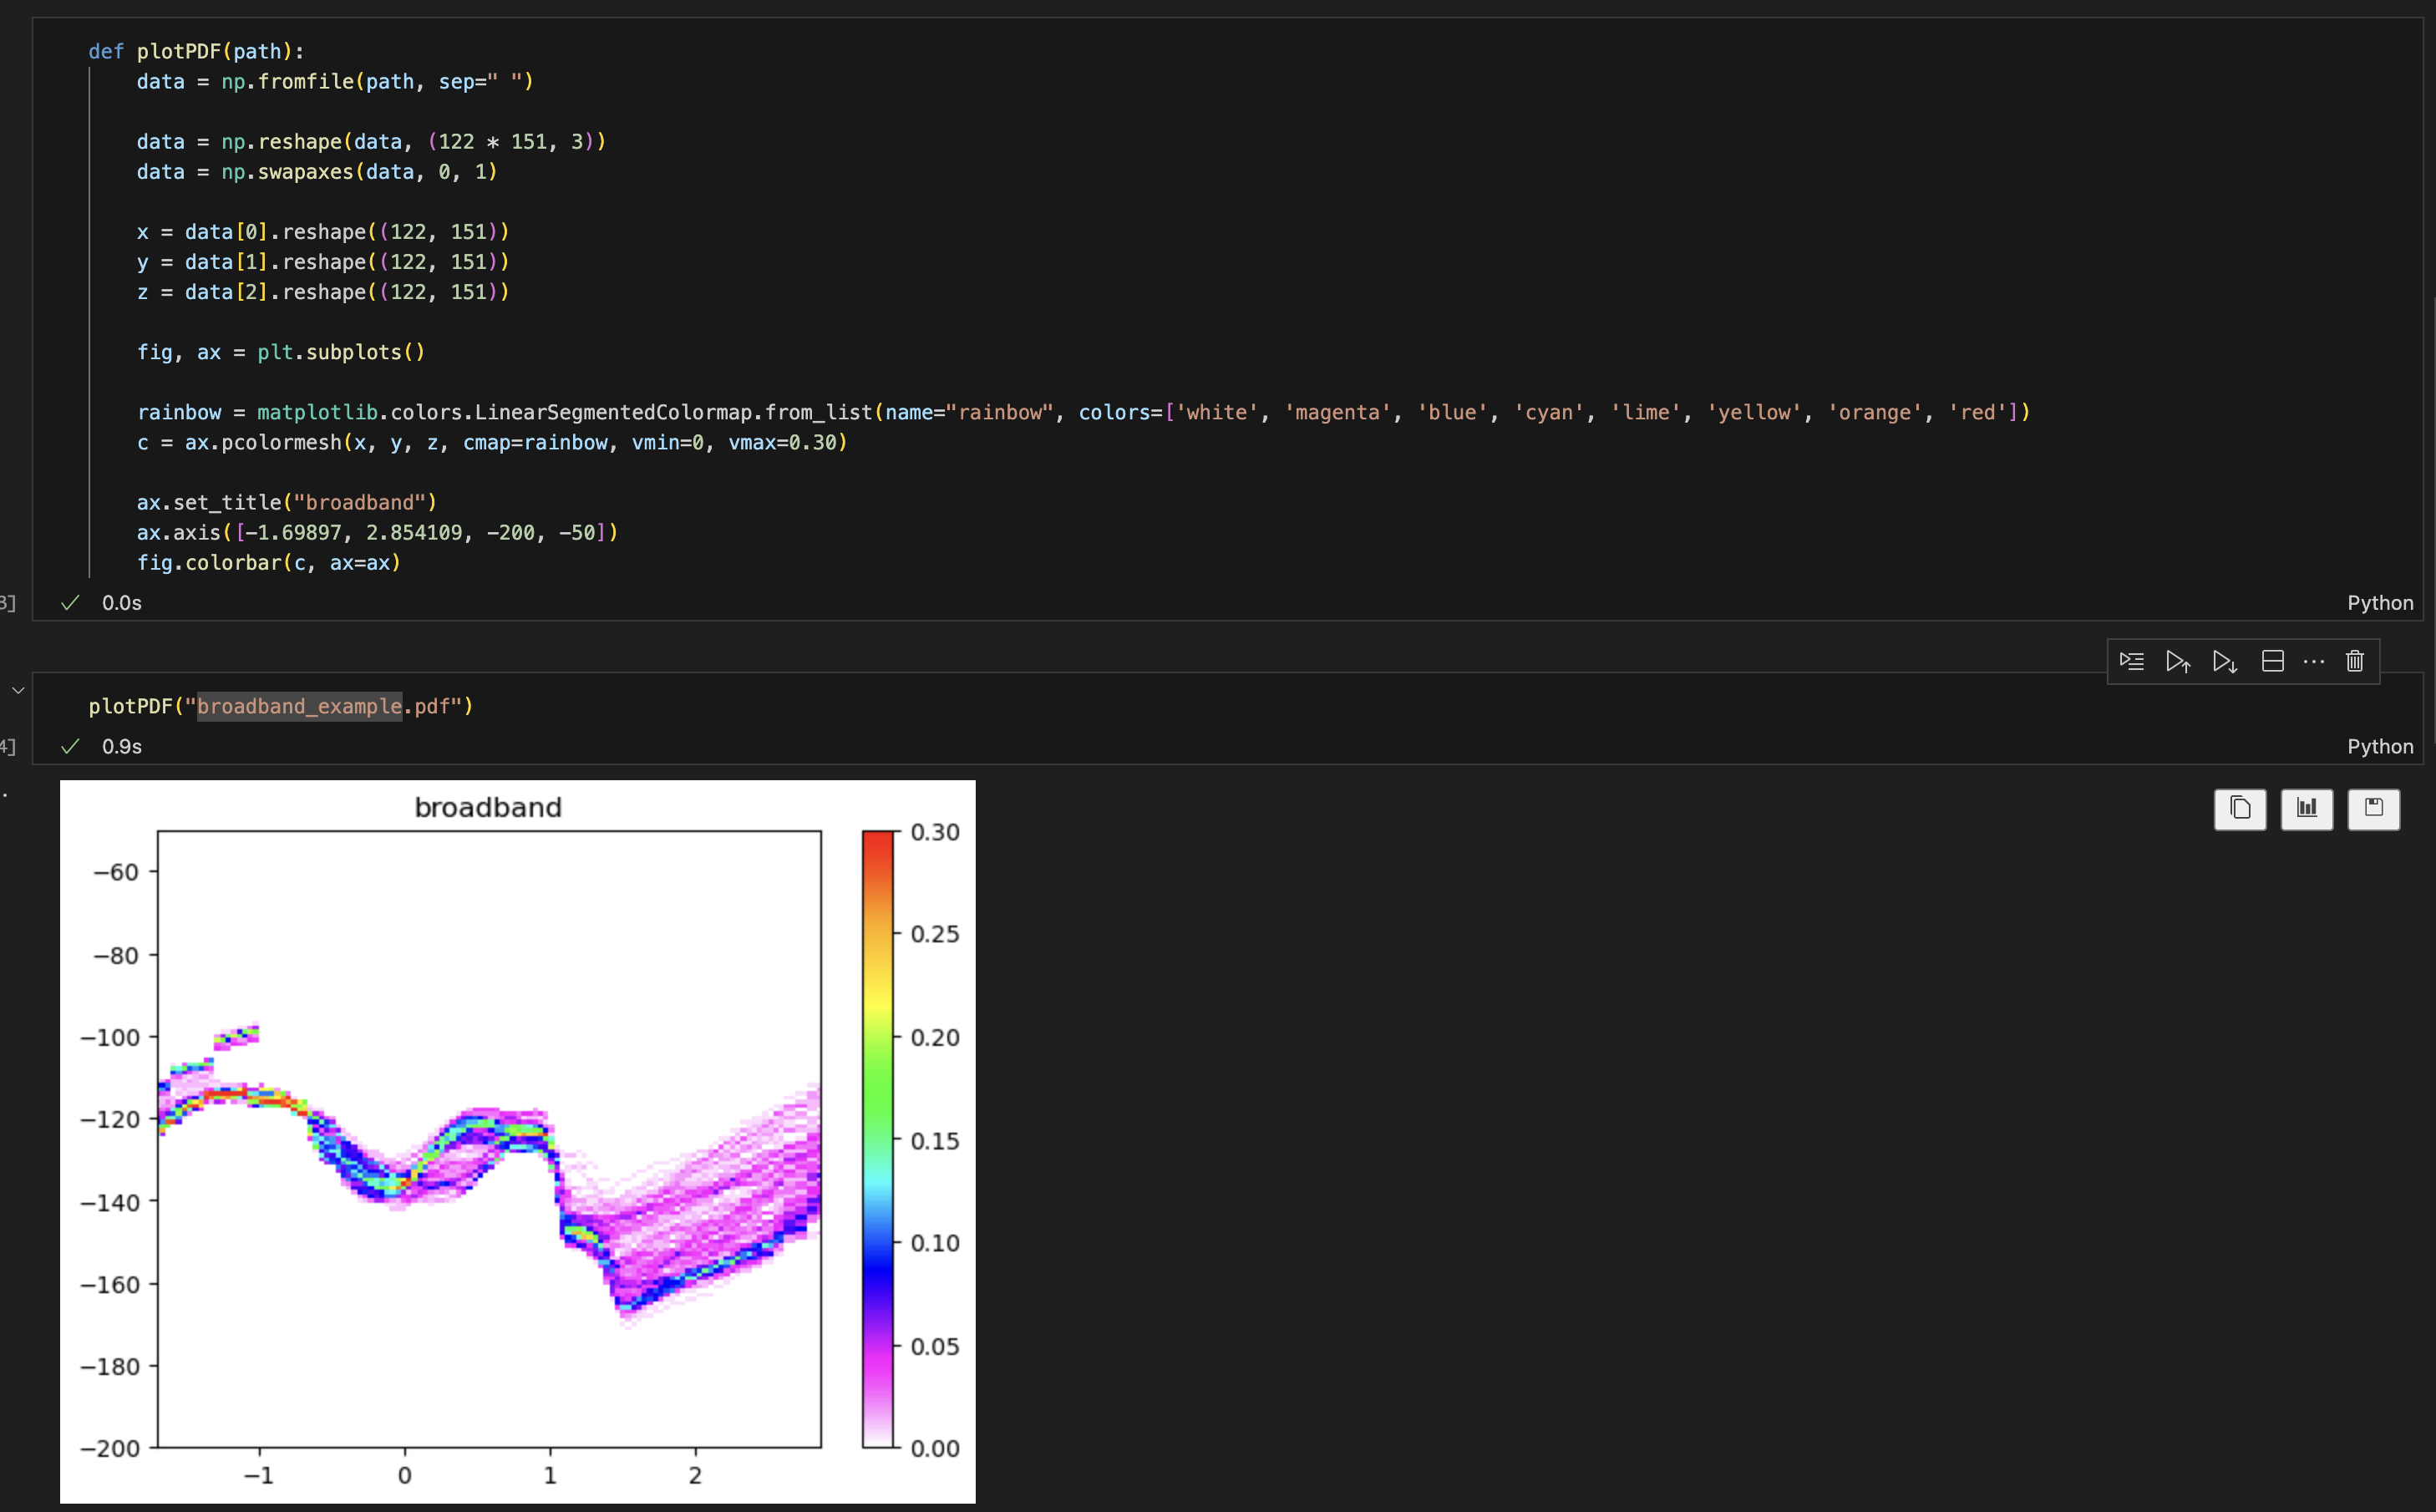 def plotPDF(path):
    data = np.fromfile(path, sep=" ")
    data = np.reshape(data, (122 * 151, 3))
    data = np.swapaxes(data, 0, 1)
    x = data[0].reshape((122, 151))
    y = data[1].reshape((122, 151))
    z = data[2].reshape((122, 151))
    fig, ax = plt.subplots()
    rainbow = matplotlib.colors.LinearSegmentedColormap.from_list(name="rainbow", colors=['white', 'magenta', 'blue', 'cyan', 'lime', 'yellow', 'orange', 'red'])
    c = ax.pcolormesh(x, y, z, cmap=rainbow, vmin=0, vmax=0.30)
    ax.set_title("broadband")
    ax.axis([-1.69897, 2.854109, -200, -50])
    fig.colorbar(c, ax=ax)
3] 0.0s Python
plotPDF("broadband_example.pdf")
4] 0.9s Python
broadband
−60
−80
−100
−120
−140
−160
−180
−200
−1 0 1 2
0.30
0.25
0.20
0.15
0.10
0.05
0.00